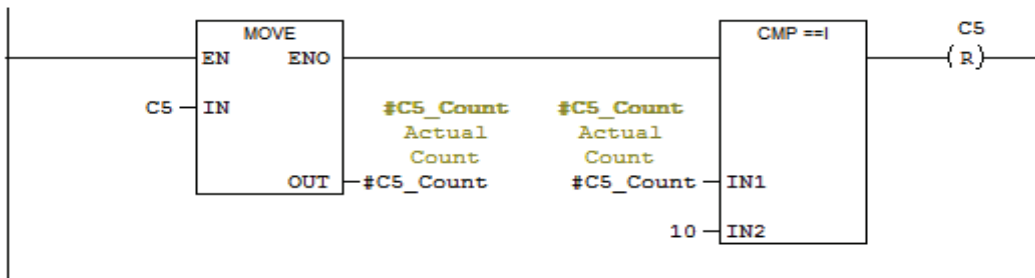 MOVE
EN ENO
C5 IN
#C5_Count
Actual
Count
OUT #C5_Count
#C5_Count
Actual
Count
#C5_Count IN1
10 IN2
CMP ==I
C5
( R )